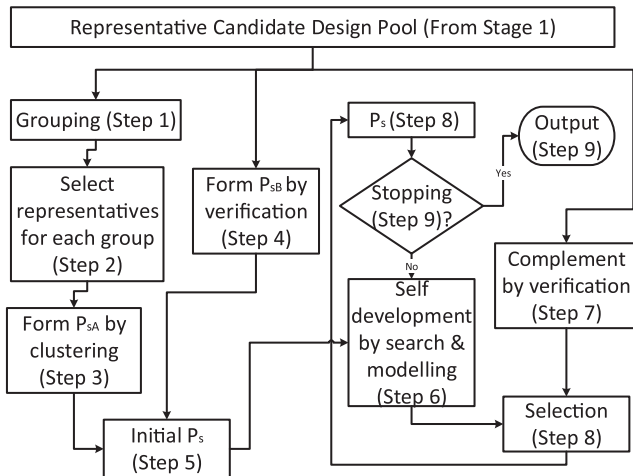 Representative Candidate Design Pool (From Stage 1)
Grouping (Step 1)
Select
representatives
for each group
(Step 2)
Form PsA by
clustering
(Step 3)
Form PsB by
verification
(Step 4)
Initial Ps
(Step 5)
Ps (Step 8)
Stopping
(Step 9)?
Yes
No
Output
(Step 9)
Self
development
by search &
modelling
(Step 6)
Complement
by verification
(Step 7)
Selection
(Step 8)